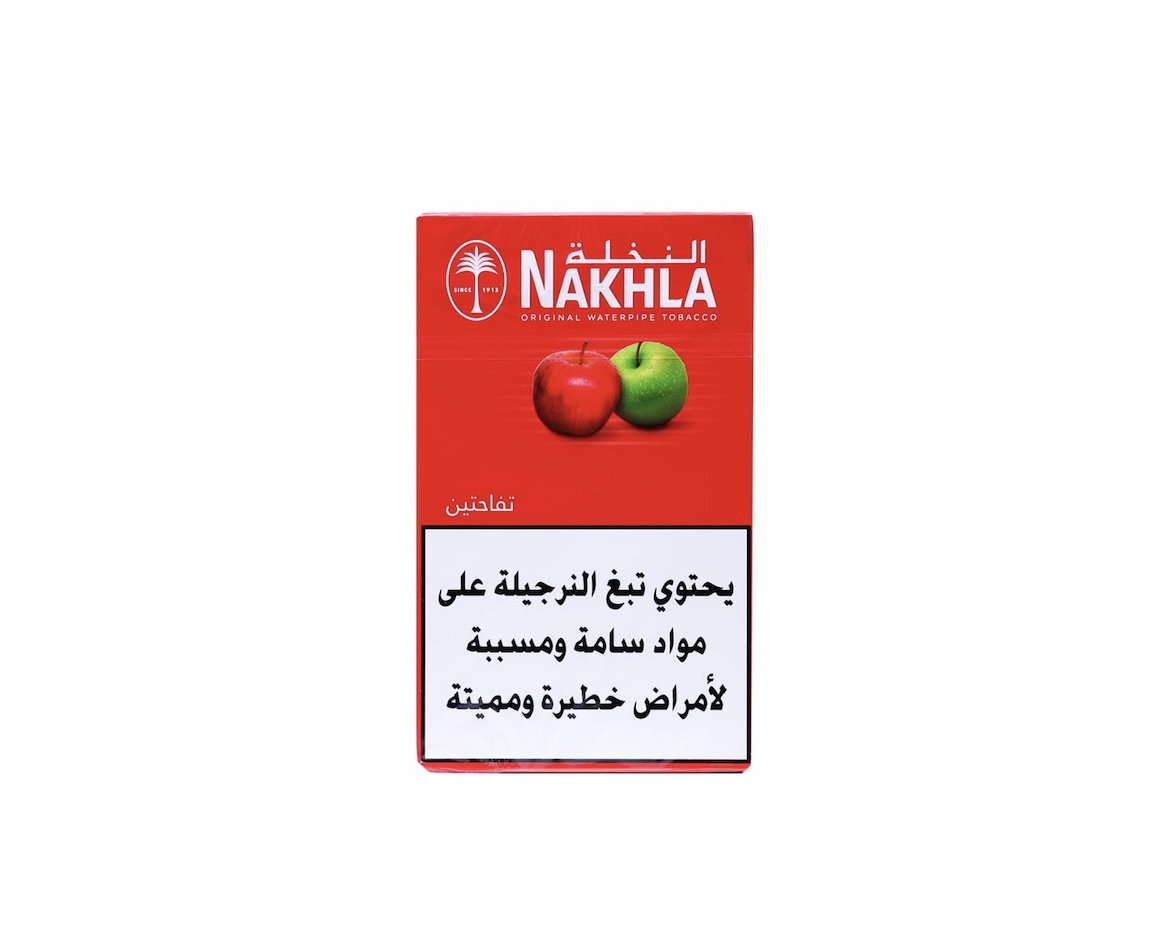 النخلة
NAKHLA
SINCE 1913
ORIGINAL WATERPIPE TOBACCO
تفاحتين
يحتوي تبغ النرجيلة على
مواد سامة ومسببة
لأمراض خطيرة ومميتة